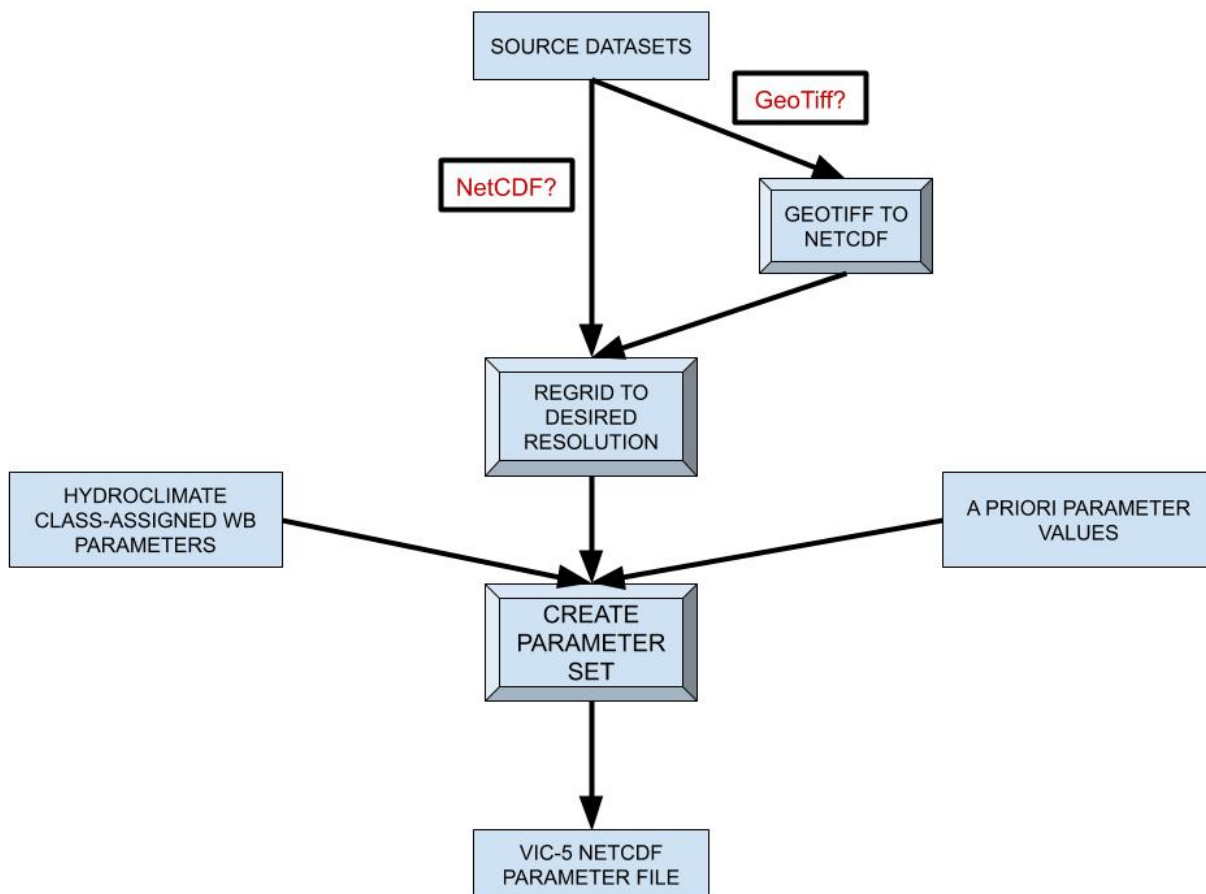 SOURCE DATASETS
GeoTiff?
NetCDF?
GEOTIFF TO
NETCDF
REGRID TO
DESIRED
RESOLUTION
HYDROCLIMATE
CLASS-ASSIGNED WB
PARAMETERS
A PRIORI PARAMETER
VALUES
CREATE
PARAMETER
SET
VIC-5 NETCDF
PARAMETER FILE